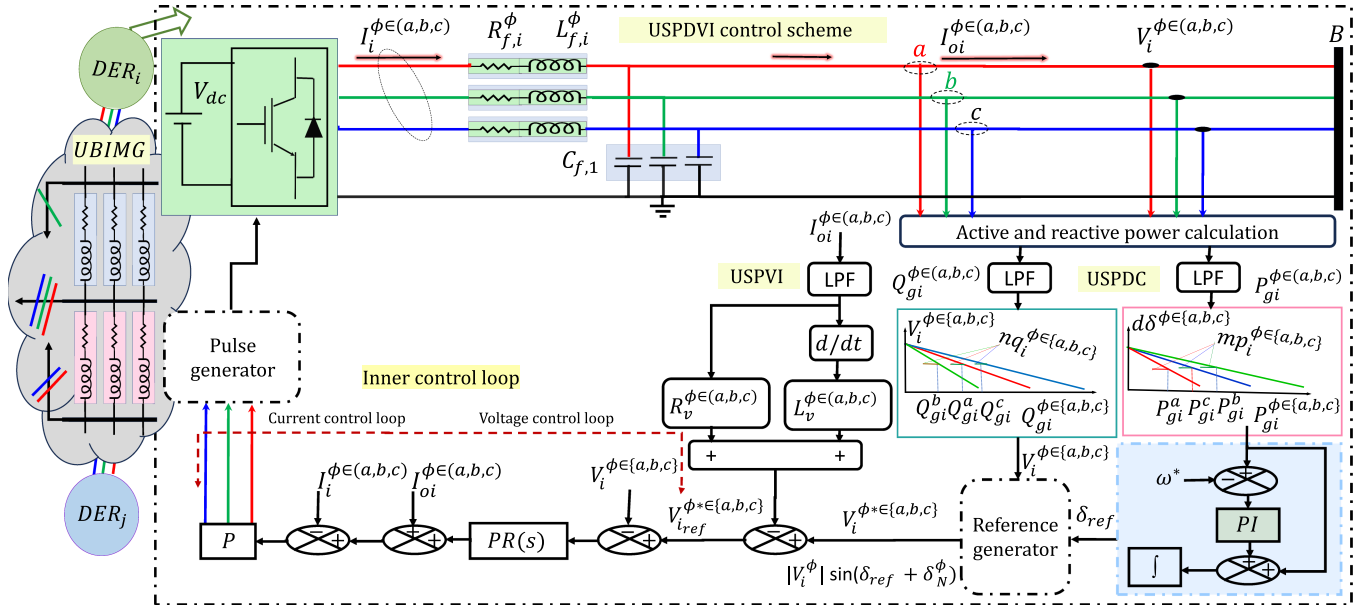 DER_i
UBIMG
DER_j
V_{dc}
I_i^{ϕ∈(a,b,c)}
R_{f,i}^ϕ
L_{f,i}^ϕ
USPDVI control scheme
a
I_{oi}^{ϕ∈(a,b,c)}
V_i^{ϕ∈(a,b,c)}
B
b
c
C_{f,1}
I_{oi}^{ϕ∈(a,b,c)}
Active and reactive power calculation
USPVI
LPF
Q_{gi}^{ϕ∈(a,b,c)}
LPF
USPDC
LPF
P_{gi}^{ϕ∈(a,b,c)}
d/dt
R_v^{ϕ∈(a,b,c)}
L_v^{ϕ∈(a,b,c)}
+ +
V_i^{ϕ∈{a,b,c}}
nq_i^{ϕ∈{a,b,c}}
Q_{gi}^b Q_{gi}^a Q_{gi}^c Q_{gi}^{ϕ∈{a,b,c}}
dδ^{ϕ∈{a,b,c}}
mp_i^{ϕ∈{a,b,c}}
P_{gi}^a P_{gi}^c P_{gi}^b P_{gi}^{ϕ∈{a,b,c}}
Pulse
generator
Inner control loop
Current control loop
Voltage control loop
I_i^{ϕ∈(a,b,c)}
I_{oi}^{ϕ∈(a,b,c)}
V_i^{ϕ∈{a,b,c}}
V_{i_{ref}}^{ϕ*∈{a,b,c}}
V_i^{ϕ*∈{a,b,c}}
V_i^{ϕ∈{a,b,c}}
P
− +
+ −
PR(s)
− +
− +
|V_i^ϕ| sin(δ_{ref} + δ_N^ϕ)
Reference
generator
δ_{ref}
ω*
− +
PI
+ +
∫